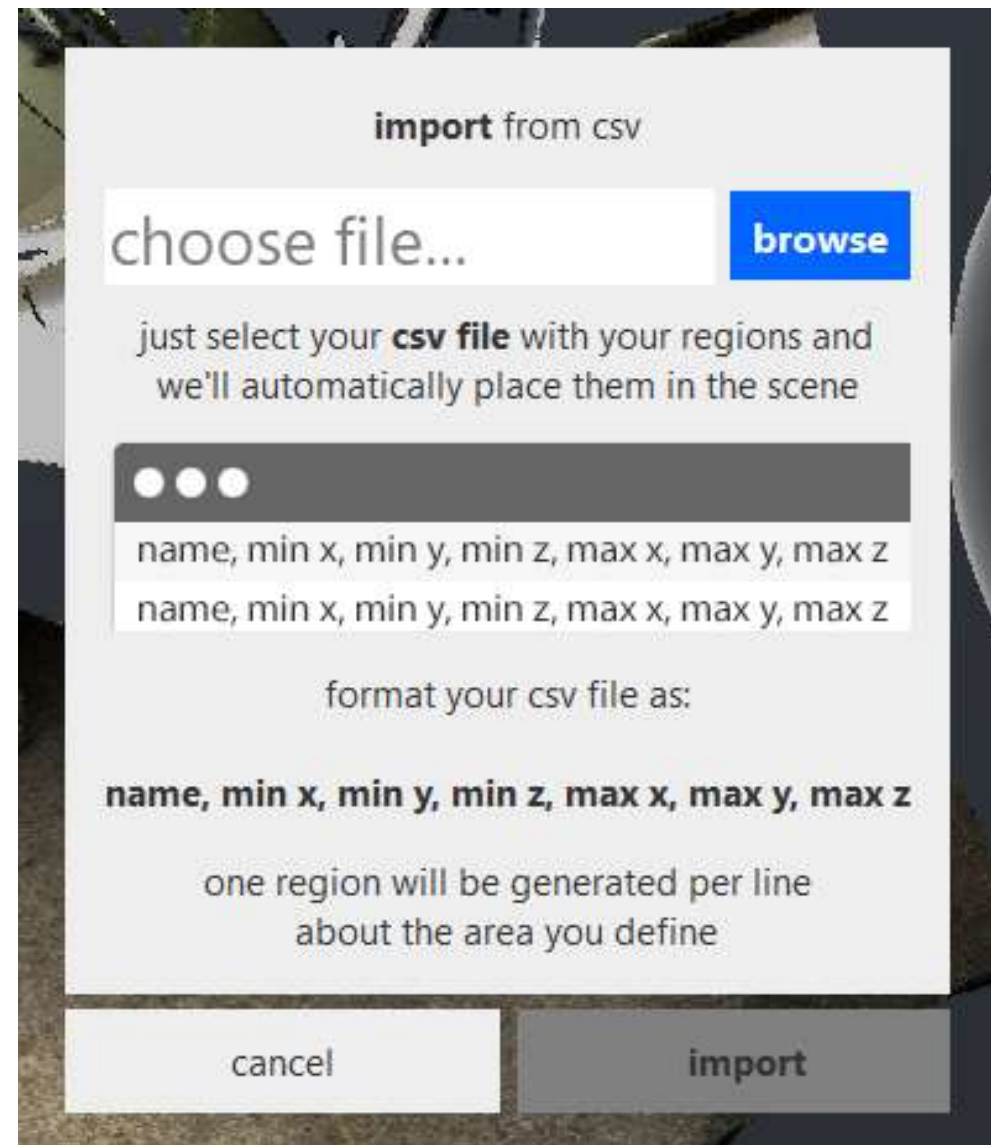 import from csv
choose file...
browse
just select your csv file with your regions and
we'll automatically place them in the scene
name, min x, min y, min z, max x, max y, max z
name, min x, min y, min z, max x, max y, max z
format your csv file as:
name, min x, min y, min z, max x, max y, max z
one region will be generated per line
about the area you define
cancel
import